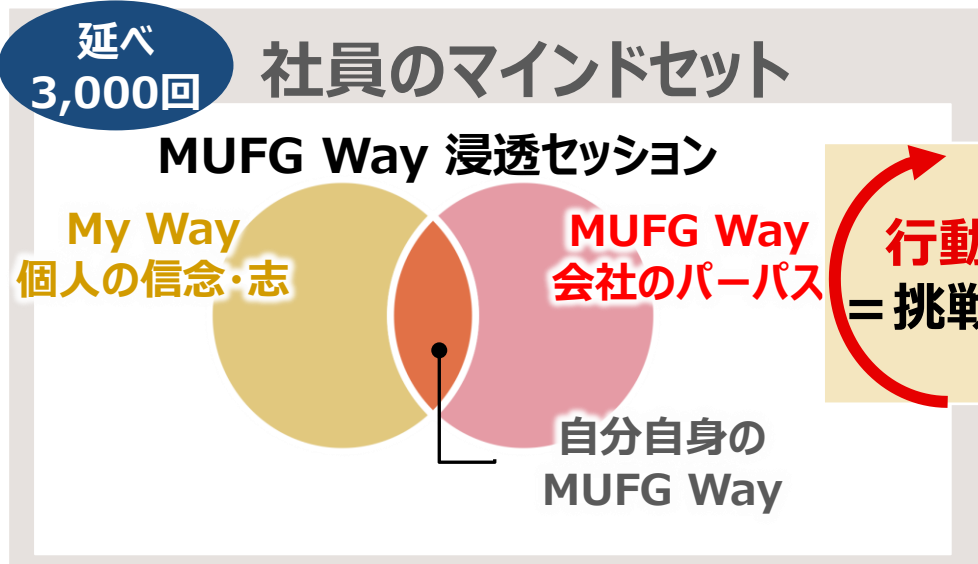 延べ
3,000回
社員のマインドセット
MUFG Way 浸透セッション
My Way
個人の信念・志
MUFG Way
会社のパーパス
行動
＝挑戦
自分自身の
MUFG Way